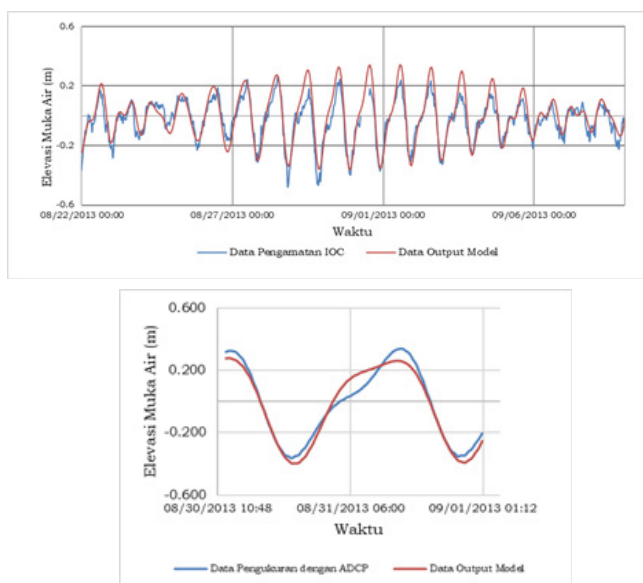 0.6
0.2
-0.2
-0.6
Elevasi Muka Air (m)
08/22/2013 00:00 08/27/2013 00:00 09/01/2013 00:00 09/06/2013 00:00
Waktu
Data Pengamatan IOC Data Output Model
0.600
0.200
-0.200
-0.600
Elevasi Muka Air (m)
08/30/2013 10:48 08/31/2013 06:00 09/01/2013 01:12
Waktu
Data Pengukuran dengan ADCP Data Output Model